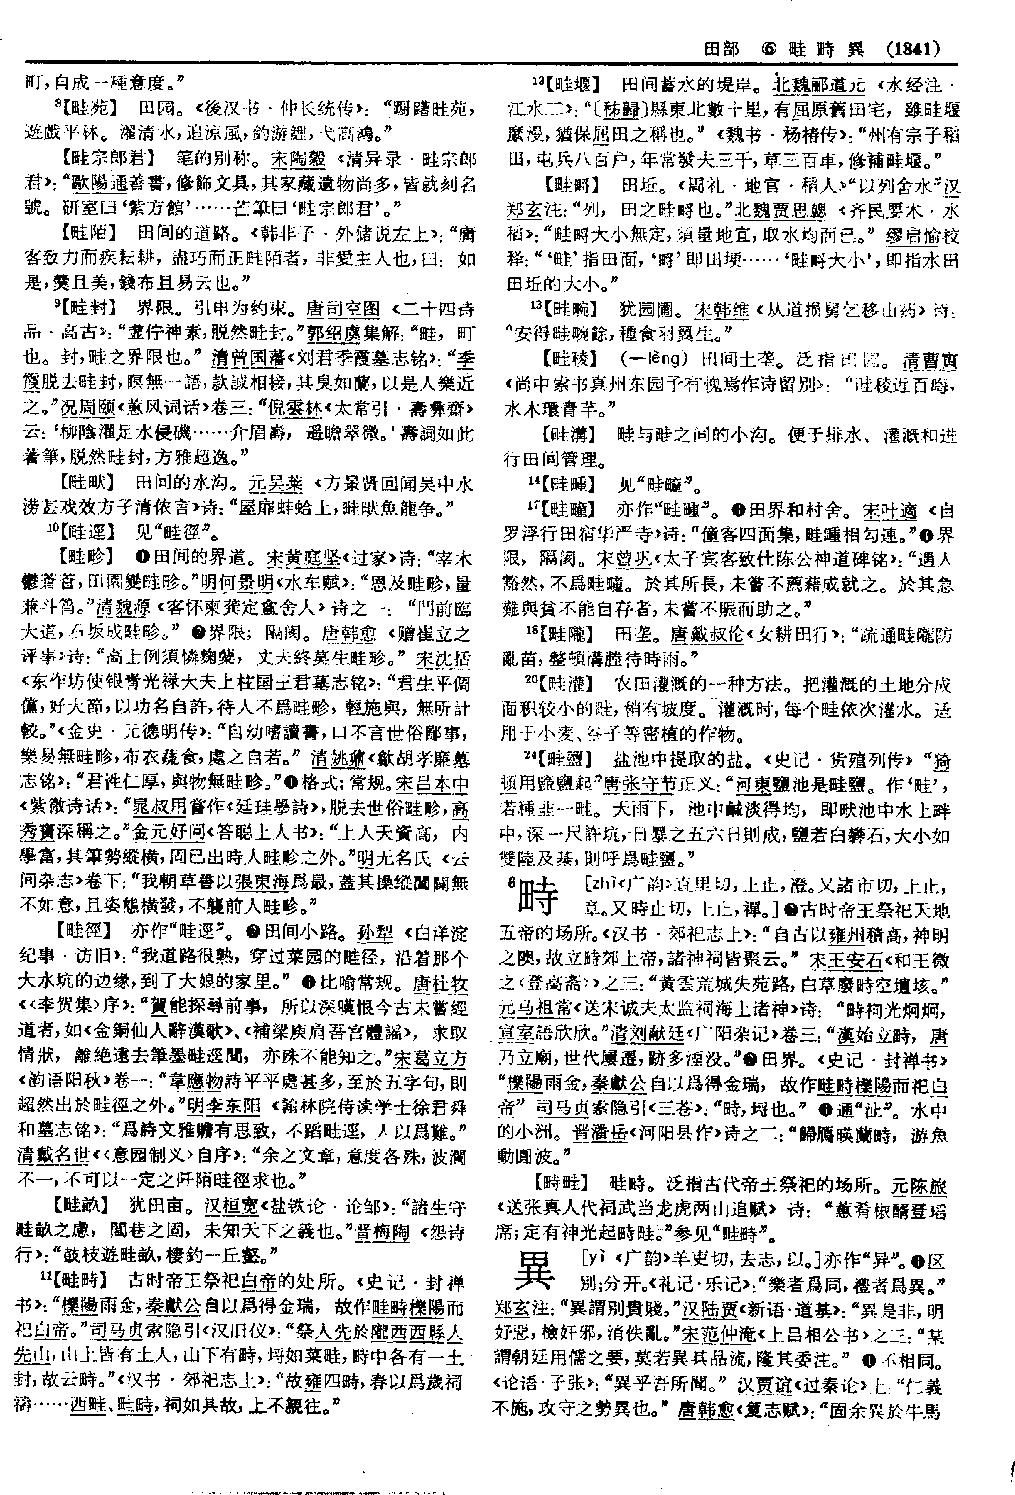 田部 ⑥ 畦 畤 異 (1841)
町，自成一種意度。”
⁸【畦苑】 田园。《後汉书·仲长统传》：“蹰躇畦苑，
遊戲平林。濯清水，追涼風，釣游鯉，弋高鴻。”
【畦宗郎君】 笔的别称。宋陶穀《清异录·畦宗郎
君》：“歐陽通善書，修飾文具，其家藏遺物尚多，皆就刻名
號。研室曰‘紫方館’……芒筆曰‘畦宗郎君’。”
【畦陌】 田间的道路。《韩非子·外储说左上》：“庸
客致力而疾耘耕，盡巧而正畦陌者，非愛主人也，曰：如
是，羹且美，錢布且易云也。”
⁹【畦封】 界限。引申为约束。唐司空图《二十四诗
品·高古》：“虚佇神素，脱然畦封。”郭绍虞集解：“畦，町
也。封，畦之界限也。”清曾国藩《刘君季霞墓志铭》：“季
霞脱去畦封，瞑無一語，款誠相接，其臭如蘭，以是人樂近
之。”况周颐《蕙风词话》卷三：“倪雲林《太常引·壽彝齋》
云：‘柳陰濯足水侵磯……介眉壽，遥瞻翠微。’壽詞如此
著筆，脱然畦封，方雅超逸。”
【畦畎】 田间的水沟。元吴莱《方景贤回闻吴中水
涝甚戏效方子清侬言》诗：“屋扉蚌蛤上，畦畎魚龍争。”
¹⁰【畦逕】 见“畦徑”。
【畦畛】 ❶田间的界道。宋黄庭坚《过家》诗：“宰木
鬱蒼蒼，田園變畦畛。”明何景明《水车赋》：“恩及畦畛，量
兼斗筲。”清魏源《客怀柬龚定盦舍人》诗之一：“門前臨
大道，石坂成畦畛。”❷界限；隔阂。唐韩愈《赠崔立之
评事》诗：“高上例須憐麴糵，丈夫終莫生畦畛。”宋沈括
《东作坊使银青光禄大夫上柱国王君墓志铭》：“君生平倜
儻，好大節，以功名自許，待人不爲畦畛，輕施與，無所計
較。”《金史·元德明传》：“自幼嗜讀書，口不言世俗鄙事，
樂易無畦畛，布衣蔬食，處之自若。”清姚鼐《歙胡孝廉墓
志铭》：“君性仁厚，與物無畦畛。”❸格式；常规。宋吕本中
《紫微诗话》：“晁叔用嘗作《廷珪墨詩》，脱去世俗畦畛，高
秀實深稱之。”金元好问《答聪上人书》：“上人天資高，内
學富，其筆勢縱横，固已出時人畦畛之外。”明无名氏《云
间杂志》卷下：“我朝草書以張東海爲最，蓋其操縱闔闢無
不如意，且姿態横發，不襲前人畦畛。”
【畦徑】 亦作“畦逕”。❶田间小路。孙犁《白洋淀
纪事·访旧》：“我道路很熟，穿过菜园的畦径，沿着那个
大水坑的边缘，到了大娘的家里。”❷比喻常规。唐杜牧
《〈李贺集〉序》：“賀能探尋前事，所以深嘆恨今古未嘗經
道者，如《金銅仙人辭漢歌》、《補梁庾肩吾宫體謡》，求取
情狀，離絶遠去筆墨畦逕間，亦殊不能知之。”宋葛立方
《韵语阳秋》卷一：“韋應物詩平平處甚多，至於五字句，則
超然出於畦徑之外。”明李东阳《翰林院侍读学士徐君舜
和墓志铭》：“爲詩文雅贍有思致，不蹈畦逕，人以爲難。”
清戴名世《〈意园制义〉自序》：“余之文章，意度各殊，波瀾
不一，不可以一定之阡陌畦徑求也。”
【畦畝】 犹田亩。汉桓宽《盐铁论·论邹》：“諸生守
畦畝之慮，閭巷之固，未知天下之義也。”晋梅陶《怨诗
行》：“鼓枝遊畦畝，棲釣一丘壑。”
¹¹【畦畤】 古时帝王祭祀白帝的处所。《史记·封禅
书》：“櫟陽雨金，秦獻公自以爲得金瑞，故作畦畤櫟陽而
祀白帝。”司马贞索隐引《汉旧仪》：“祭人先於隴西西縣人
先山，山上皆有土人，山下有畤，埒如菜畦，畤中各有一土
封，故云畤。”《汉书·郊祀志上》：“故雍四畤，春以爲歲祠
禱……西畤、畦畤，祠如其故，上不親往。”
¹²【畦堰】 田间蓄水的堤岸。北魏郦道元《水经注·
江水二》：“〔秭歸〕縣東北數十里，有屈原舊田宅，雖畦堰
縻漫，猶保屈田之稱也。”《魏书·杨椿传》：“州有宗子稻
田，屯兵八百户，年常發夫三千，草三百車，修補畦堰。”
【畦畤】 田坵。《周礼·地官·稻人》“以列舍水”汉
郑玄注：“列，田之畦畤也。”北魏贾思勰《齐民要术·水
稻》：“畦畤大小無定，須量地宜，取水均而已。”缪启愉校
释：“‘畦’指田面，‘畤’即田埂……‘畦畤大小’，即指水田
田坵的大小。”
¹³【畦畹】 犹园圃。宋韩维《从道损舅乞移山药》诗：
“安得畦畹餘，種食羽翼生。”
【畦稜】 （－lèng）田间土垄。泛指田园。清曹寅
《尚中索书真州东园予有愧焉作诗留别》：“畦稜近百畮，
水木環青芊。”
【畦溝】 畦与畦之间的小沟。便于排水、灌溉和进
行田间管理。
¹⁴【畦畽】 见“畦疃”。
¹⁷【畦疃】 亦作“畦畽”。❶田界和村舍。宋叶適《自
罗浮行田宿华严寺》诗：“僮客四面集，畦疃相勾連。”❷界
限，隔阂。宋曾巩《太子宾客致仕陈公神道碑铭》：“遇人
豁然，不爲畦疃。於其所長，未嘗不薦藉成就之。於其急
難與貧不能自存者，未嘗不賑而助之。”
¹⁸【畦隴】 田垄。唐戴叔伦《女耕田行》：“疏通畦隴防
亂苗，整頓溝塍待時雨。”
²⁰【畦灌】 农田灌溉的一种方法。把灌溉的土地分成
面积较小的畦，稍有坡度。灌溉时，每个畦依次灌水。适
用于小麦、谷子等密植的作物。
²⁴【畦鹽】 盐池中提取的盐。《史记·货殖列传》“猗
頓用盬鹽起”唐张守节正义：“河東鹽池是畦鹽。作‘畦’，
若種韭一畦。天雨下，池中鹹淡得均，即畎池中水上畔
中，深一尺許坑，日暴之五六日則成，鹽若白礬石，大小如
雙陸及棊，則呼爲畦鹽。”
⁶畤 [zhì《广韵》直里切，上止，澄。又諸市切，上止，
章。又時止切，上止，禪。]❶古时帝王祭祀天地
五帝的场所。《汉书·郊祀志上》：“自古以雍州積高，神明
之隩，故立畤郊上帝，諸神祠皆聚云。”宋王安石《和王微
之〈登高斋〉》之三：“黄雲荒城失苑路，白草廢畤空壇垓。”
元马祖常《送宋诚夫太监祠海上诸神》诗：“畤祠光炯炯，
宣室語欣欣。”清刘献廷《广阳杂记》卷三：“漢始立畤，唐
乃立廟，世代屢遷，跡多湮没。”❷田界。《史记·封禅书》
“櫟陽雨金，秦獻公自以爲得金瑞，故作畦畤櫟陽而祀白
帝”司马贞索隐引《三苍》：“畤，埒也。”❸通“沚”。水中
的小洲。晋潘岳《河阳县作》诗之二：“歸鴈暎蘭畤，游魚
動圓波。”
【畤畦】 畦畤。泛指古代帝王祭祀的场所。元陈旅
《送张真人代祠武当龙虎两山追赋》诗：“蕙肴椒醑登瑶
席；定有神光起畤畦。”参见“畦畤”。
異 [yì《广韵》羊吏切，去志，以。]亦作“异”。❶区
别；分开。《礼记·乐记》：“樂者爲同，禮者爲異。”
郑玄注：“異謂别貴賤。”汉陆贾《新语·道基》：“異是非，明
好惡，檢奸邪，消佚亂。”宋范仲淹《上吕相公书》之三：“某
謂朝廷用儒之要，莫若異其品流，隆其委注。”❷不相同。
《论语·子张》：“異乎吾所聞。”汉贾谊《过秦论》上：“仁義
不施，攻守之勢異也。”唐韩愈《复志赋》：“固余異於牛馬